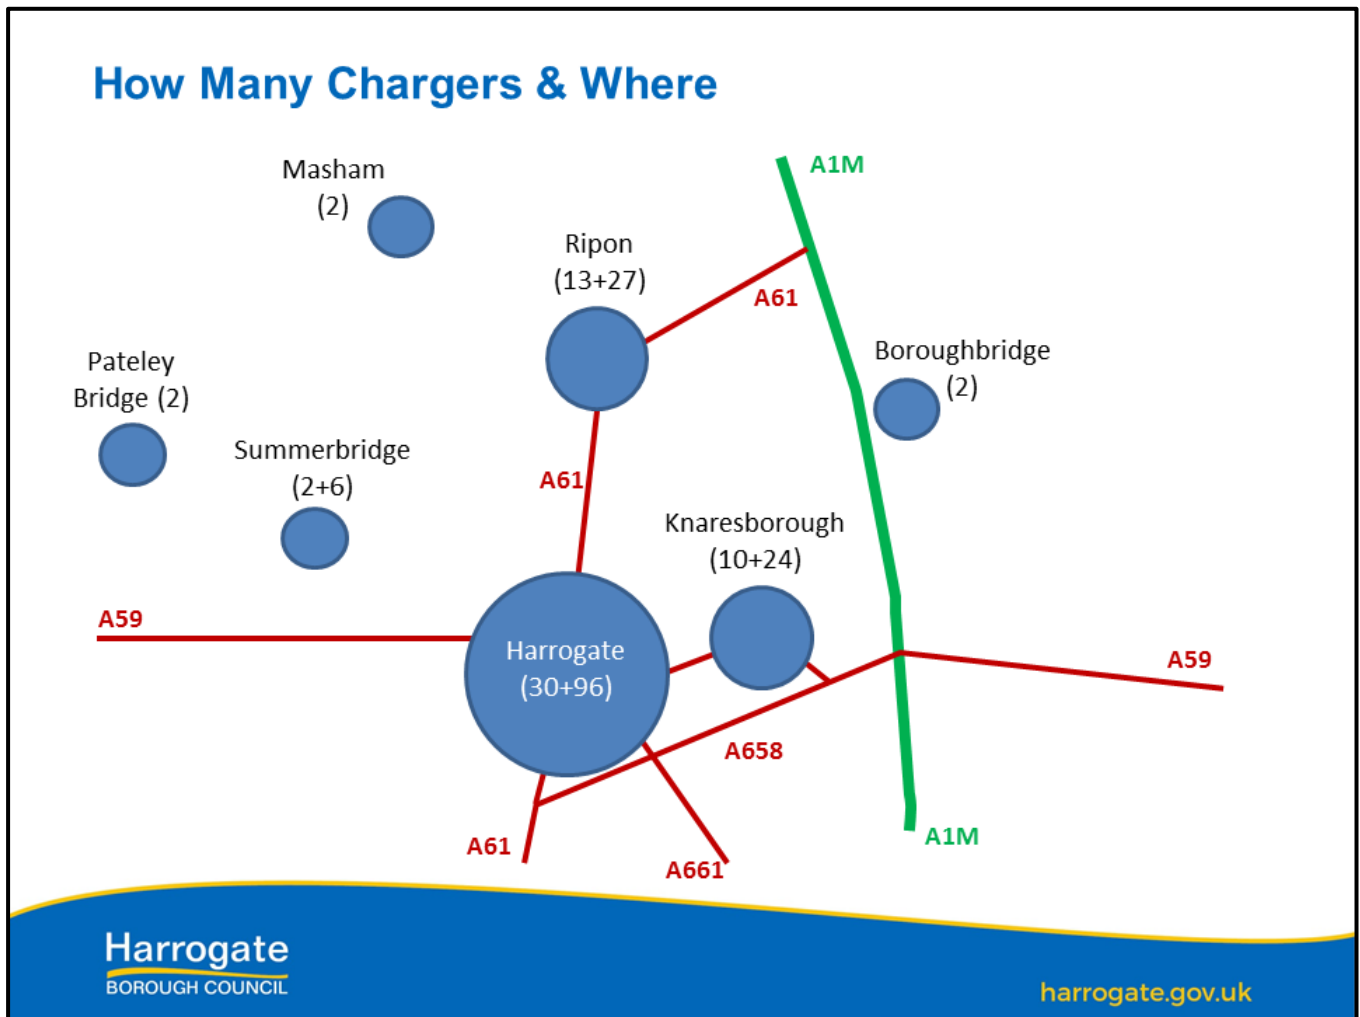 How Many Chargers & Where
Masham
(2)
A1M
Ripon
(13+27)
A61
Pateley
Bridge (2)
Boroughbridge
(2)
Summerbridge
(2+6)
A61
Knaresborough
(10+24)
A59
Harrogate
(30+96)
A59
A658
A61
A661
A1M
Harrogate
BOROUGH COUNCIL
harrogate.gov.uk